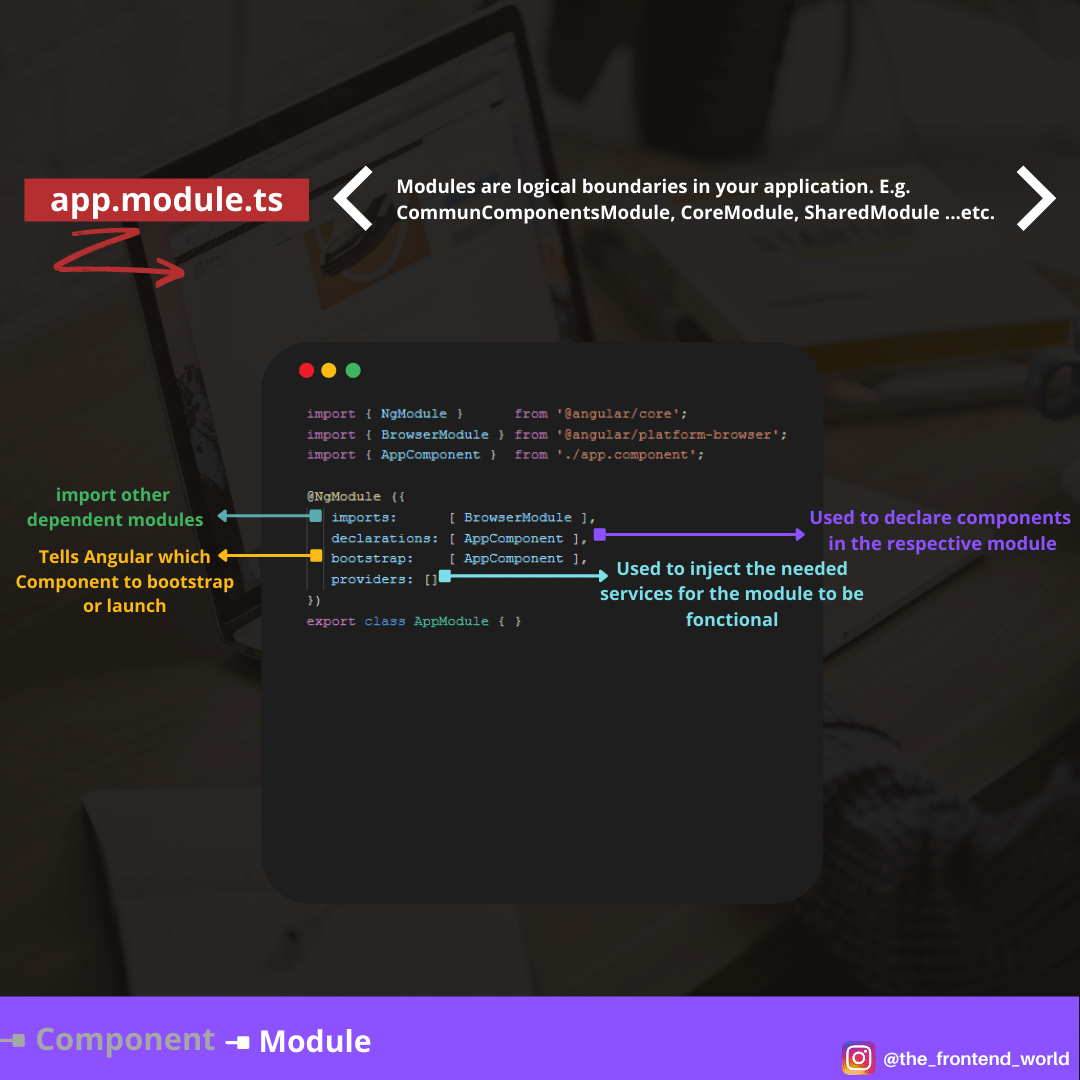 app.module.ts
Modules are logical boundaries in your application. E.g.
CommunComponentsModule, CoreModule, SharedModule ...etc.
import { NgModule } from '@angular/core';
import { BrowserModule } from '@angular/platform-browser';
import { AppComponent } from './app.component';
@NgModule ({
imports: [ BrowserModule ],
declarations: [ AppComponent ],
bootstrap: [ AppComponent ],
providers: []
})
export class AppModule { }
import other
dependent modules
Tells Angular which
Component to bootstrap
or launch
Used to declare components
in the respective module
Used to inject the needed
services for the module to be
fonctional
Component
Module
@the_frontend_world